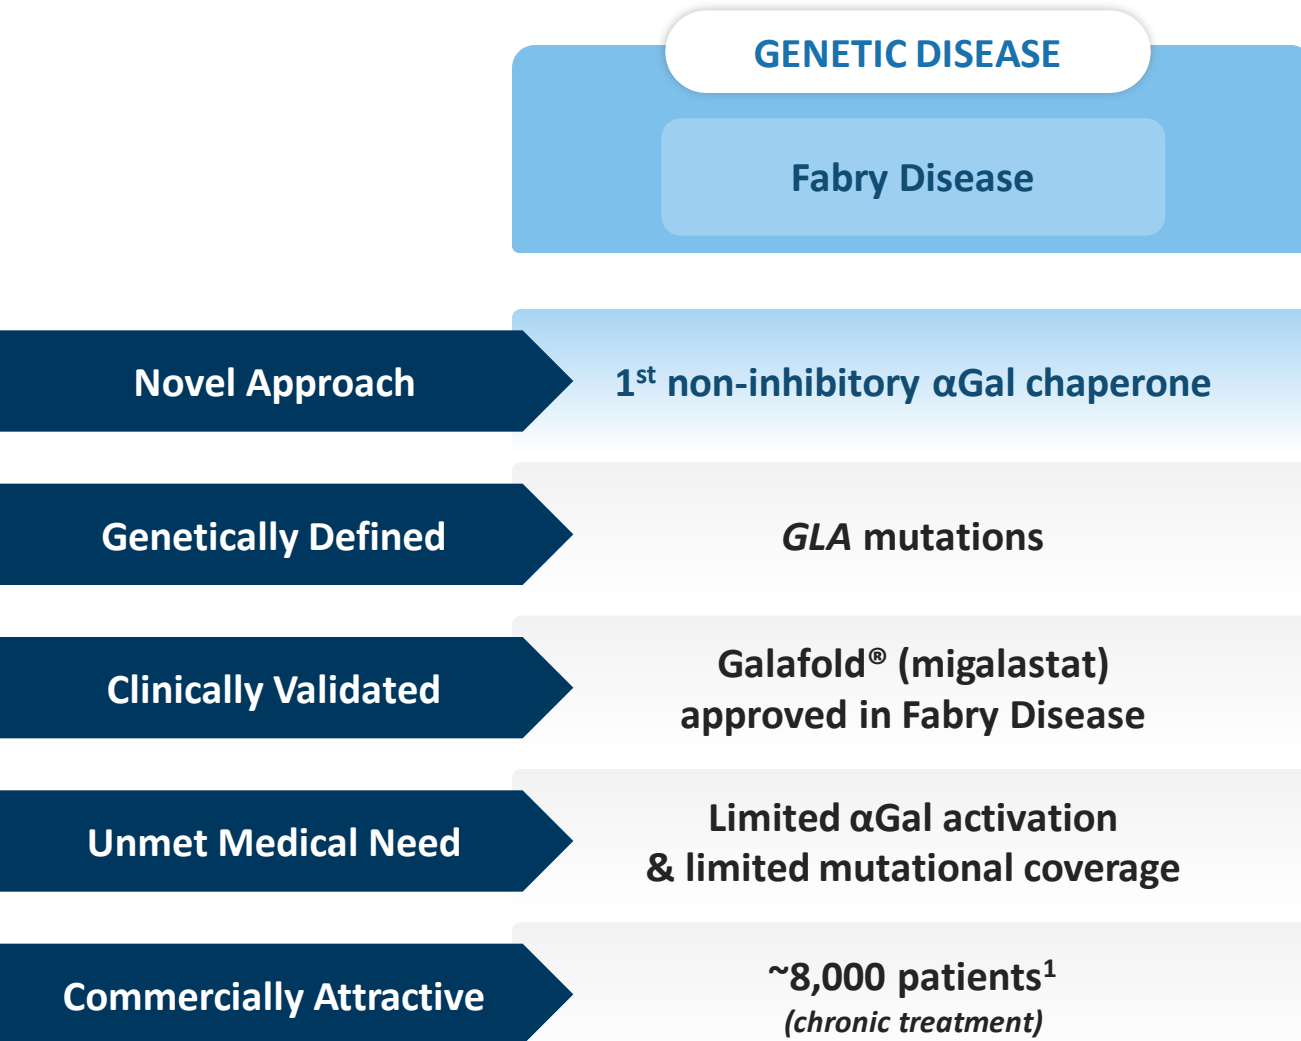 GENETIC DISEASE
Fabry Disease
Novel Approach
1st non-inhibitory αGal chaperone
Genetically Defined
GLA mutations
Clinically Validated
Galafold® (migalastat)
approved in Fabry Disease
Unmet Medical Need
Limited αGal activation
& limited mutational coverage
Commercially Attractive
~8,000 patients1
(chronic treatment)